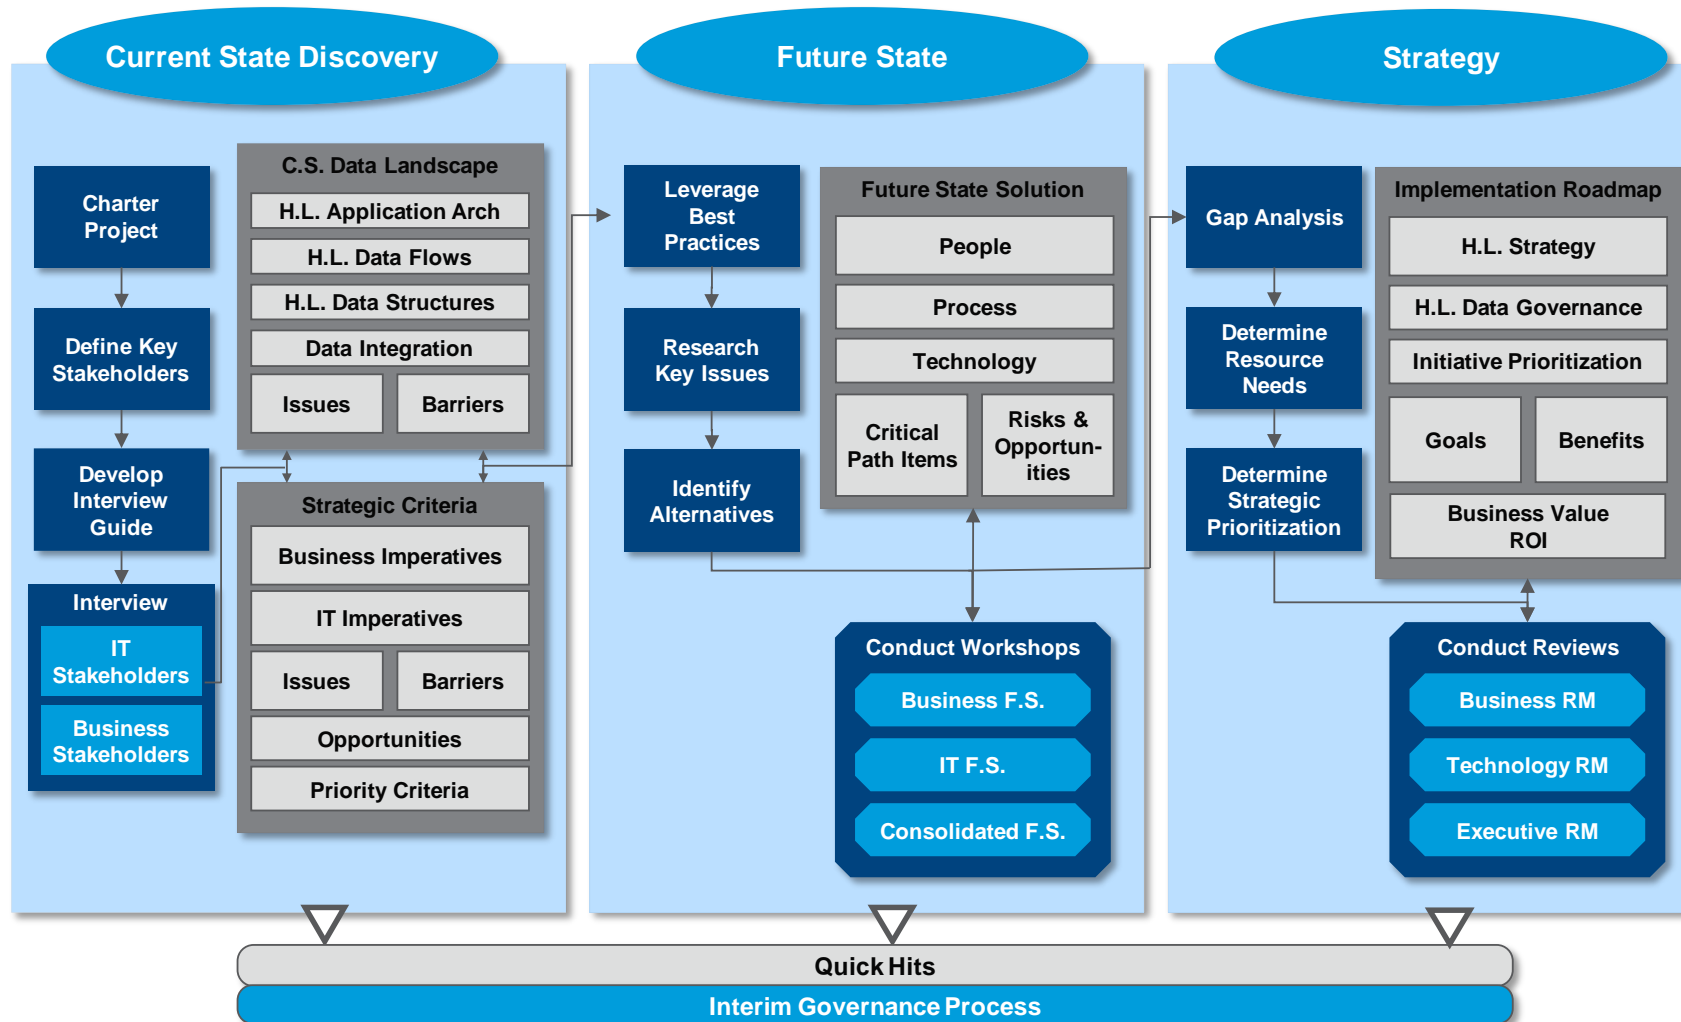 Current State Discovery
Charter
Project
Define Key
Stakeholders
Develop
Interview
Guide
Interview
IT
Stakeholders
Business
Stakeholders
C.S. Data Landscape
H.L. Application Arch
H.L. Data Flows
H.L. Data Structures
Data Integration
Issues
Barriers
Strategic Criteria
Business Imperatives
IT Imperatives
Issues
Barriers
Opportunities
Priority Criteria
Future State
Leverage
Best
Practices
Research
Key Issues
Identify
Alternatives
Future State Solution
People
Process
Technology
Critical
Path Items
Risks &
Opportun-
ities
Conduct Workshops
Business F.S.
IT F.S.
Consolidated F.S.
Strategy
Gap Analysis
Determine
Resource
Needs
Determine
Strategic
Prioritization
Implementation Roadmap
H.L. Strategy
H.L. Data Governance
Initiative Prioritization
Goals
Benefits
Business Value
ROI
Conduct Reviews
Business RM
Technology RM
Executive RM
Quick Hits
Interim Governance Process